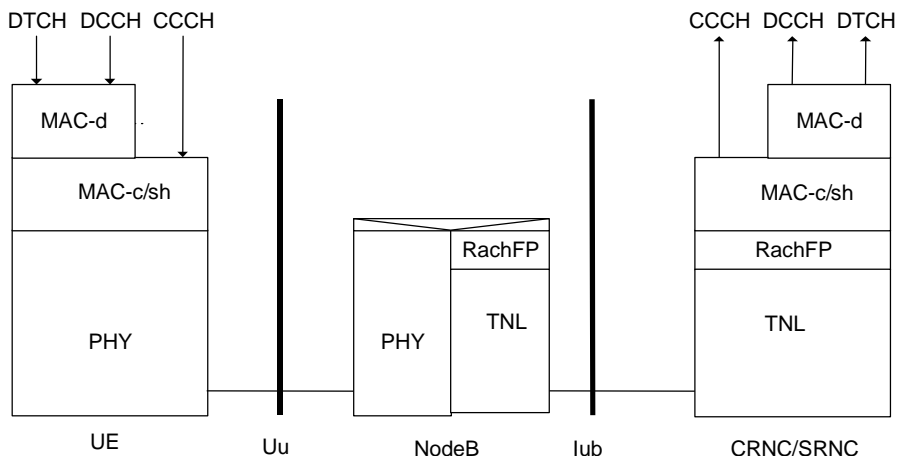 DTCH DCCH CCCH CCCH DCCH DTCH
MAC-d MAC-d
MAC-c/sh MAC-c/sh
RachFP RachFP
PHY PHY TNL TNL
UE Uu NodeB Iub CRNC/SRNC